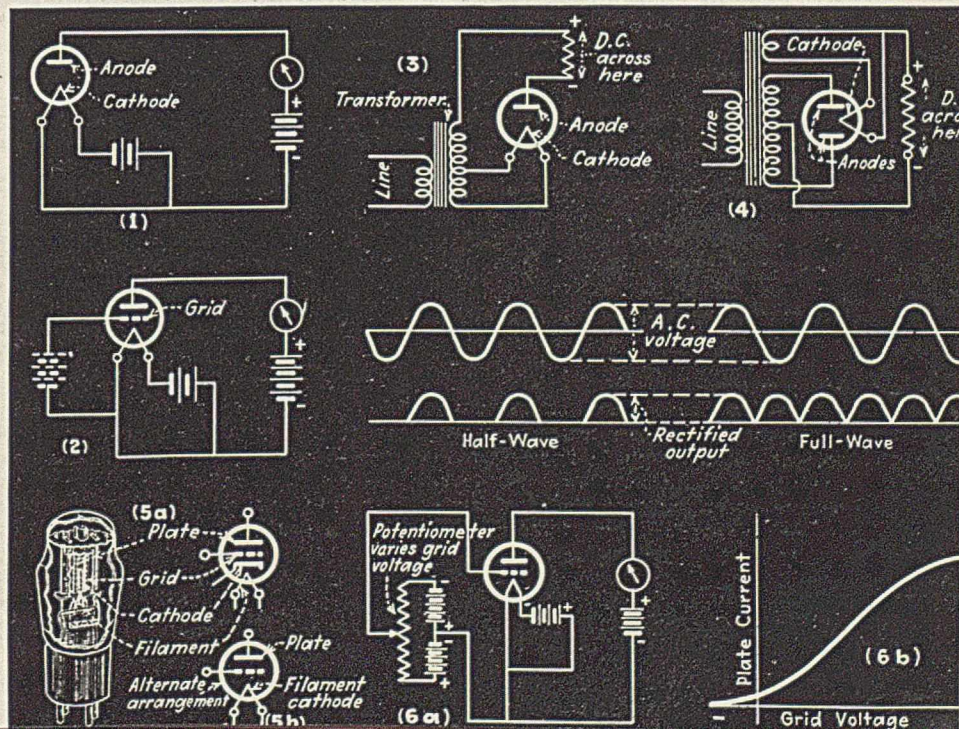 Anode
Cathode
+
-
(1)
(3)
Transformer
Line
+
D.C.
across
here
-
Anode
Cathode
Cathode
+
Line
Anodes
-
(4)
Grid
+
-
(2)
A.C.
voltage
Half-Wave
Rectified
output
Full-Wave
(5a)
Plate
Grid
Cathode
Filament
Plate
Alternate
arrangement
Filament
cathode
(5b)
Potentiometer
varies grid
voltage
-
+
-
+
+
+
-
(6a)
Plate Current
(6b)
-
Grid Voltage